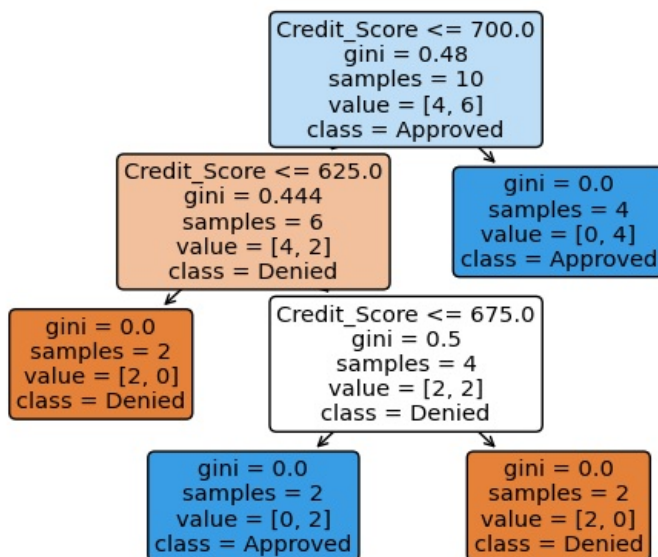 Credit_Score <= 700.0
gini = 0.48
samples = 10
value = [4, 6]
class = Approved
Credit_Score <= 625.0
gini = 0.444
samples = 6
value = [4, 2]
class = Denied
gini = 0.0
samples = 4
value = [0, 4]
class = Approved
gini = 0.0
samples = 2
value = [2, 0]
class = Denied
Credit_Score <= 675.0
gini = 0.5
samples = 4
value = [2, 2]
class = Denied
gini = 0.0
samples = 2
value = [0, 2]
class = Approved
gini = 0.0
samples = 2
value = [2, 0]
class = Denied